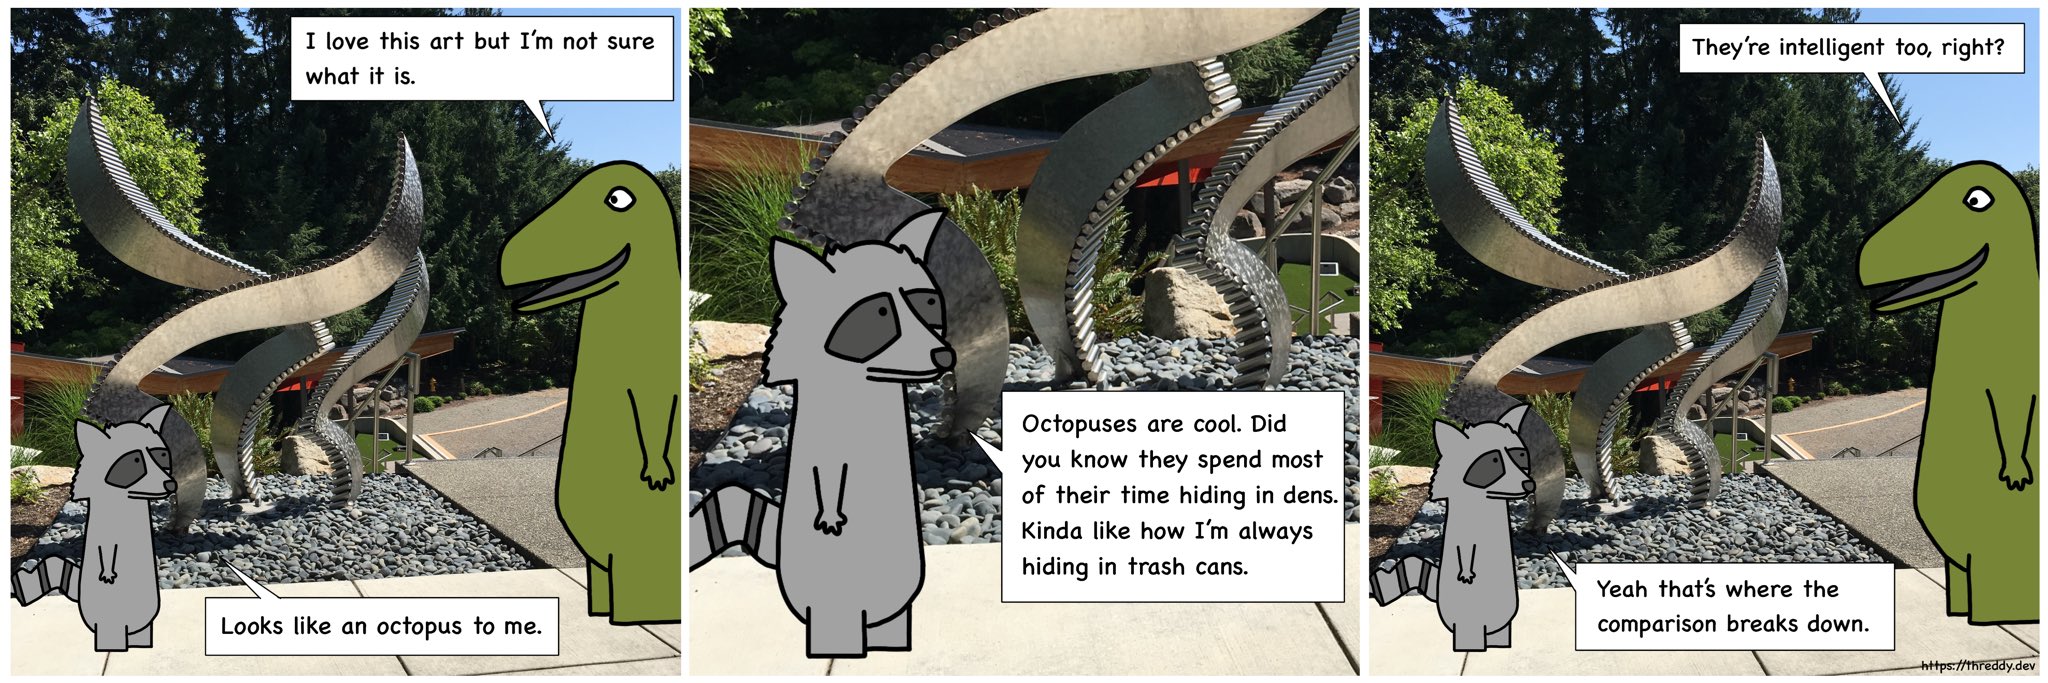 I love this art but I'm not sure
what it is.
Looks like an octopus to me.
Octopuses are cool. Did
you know they spend most
of their time hiding in dens.
Kinda like how I'm always
hiding in trash cans.
They're intelligent too, right?
Yeah that's where the
comparison breaks down.
https://threddy.dev